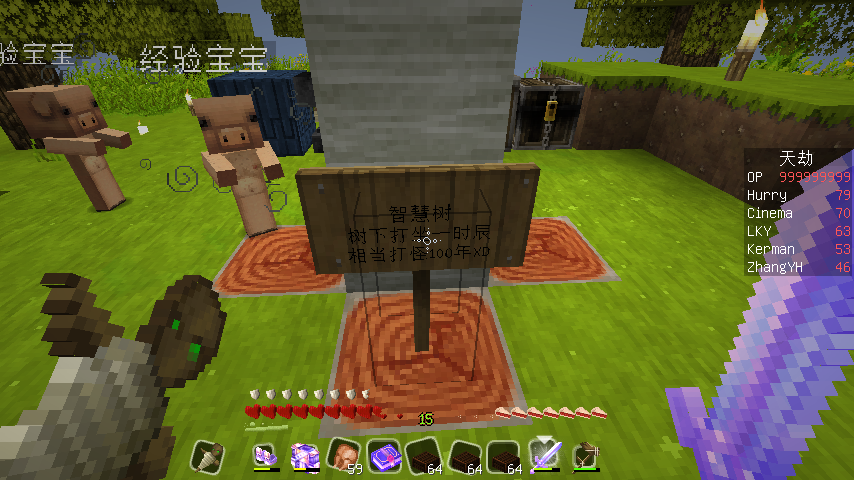 验宝宝
经验宝宝
智慧树
树下打坐一时辰
相当打怪100年XD
天劫
OP 999999999
Hurry 79
Cinema 70
LKY 63
Kerman 53
ZhangYH 46
15
59
64
64
64